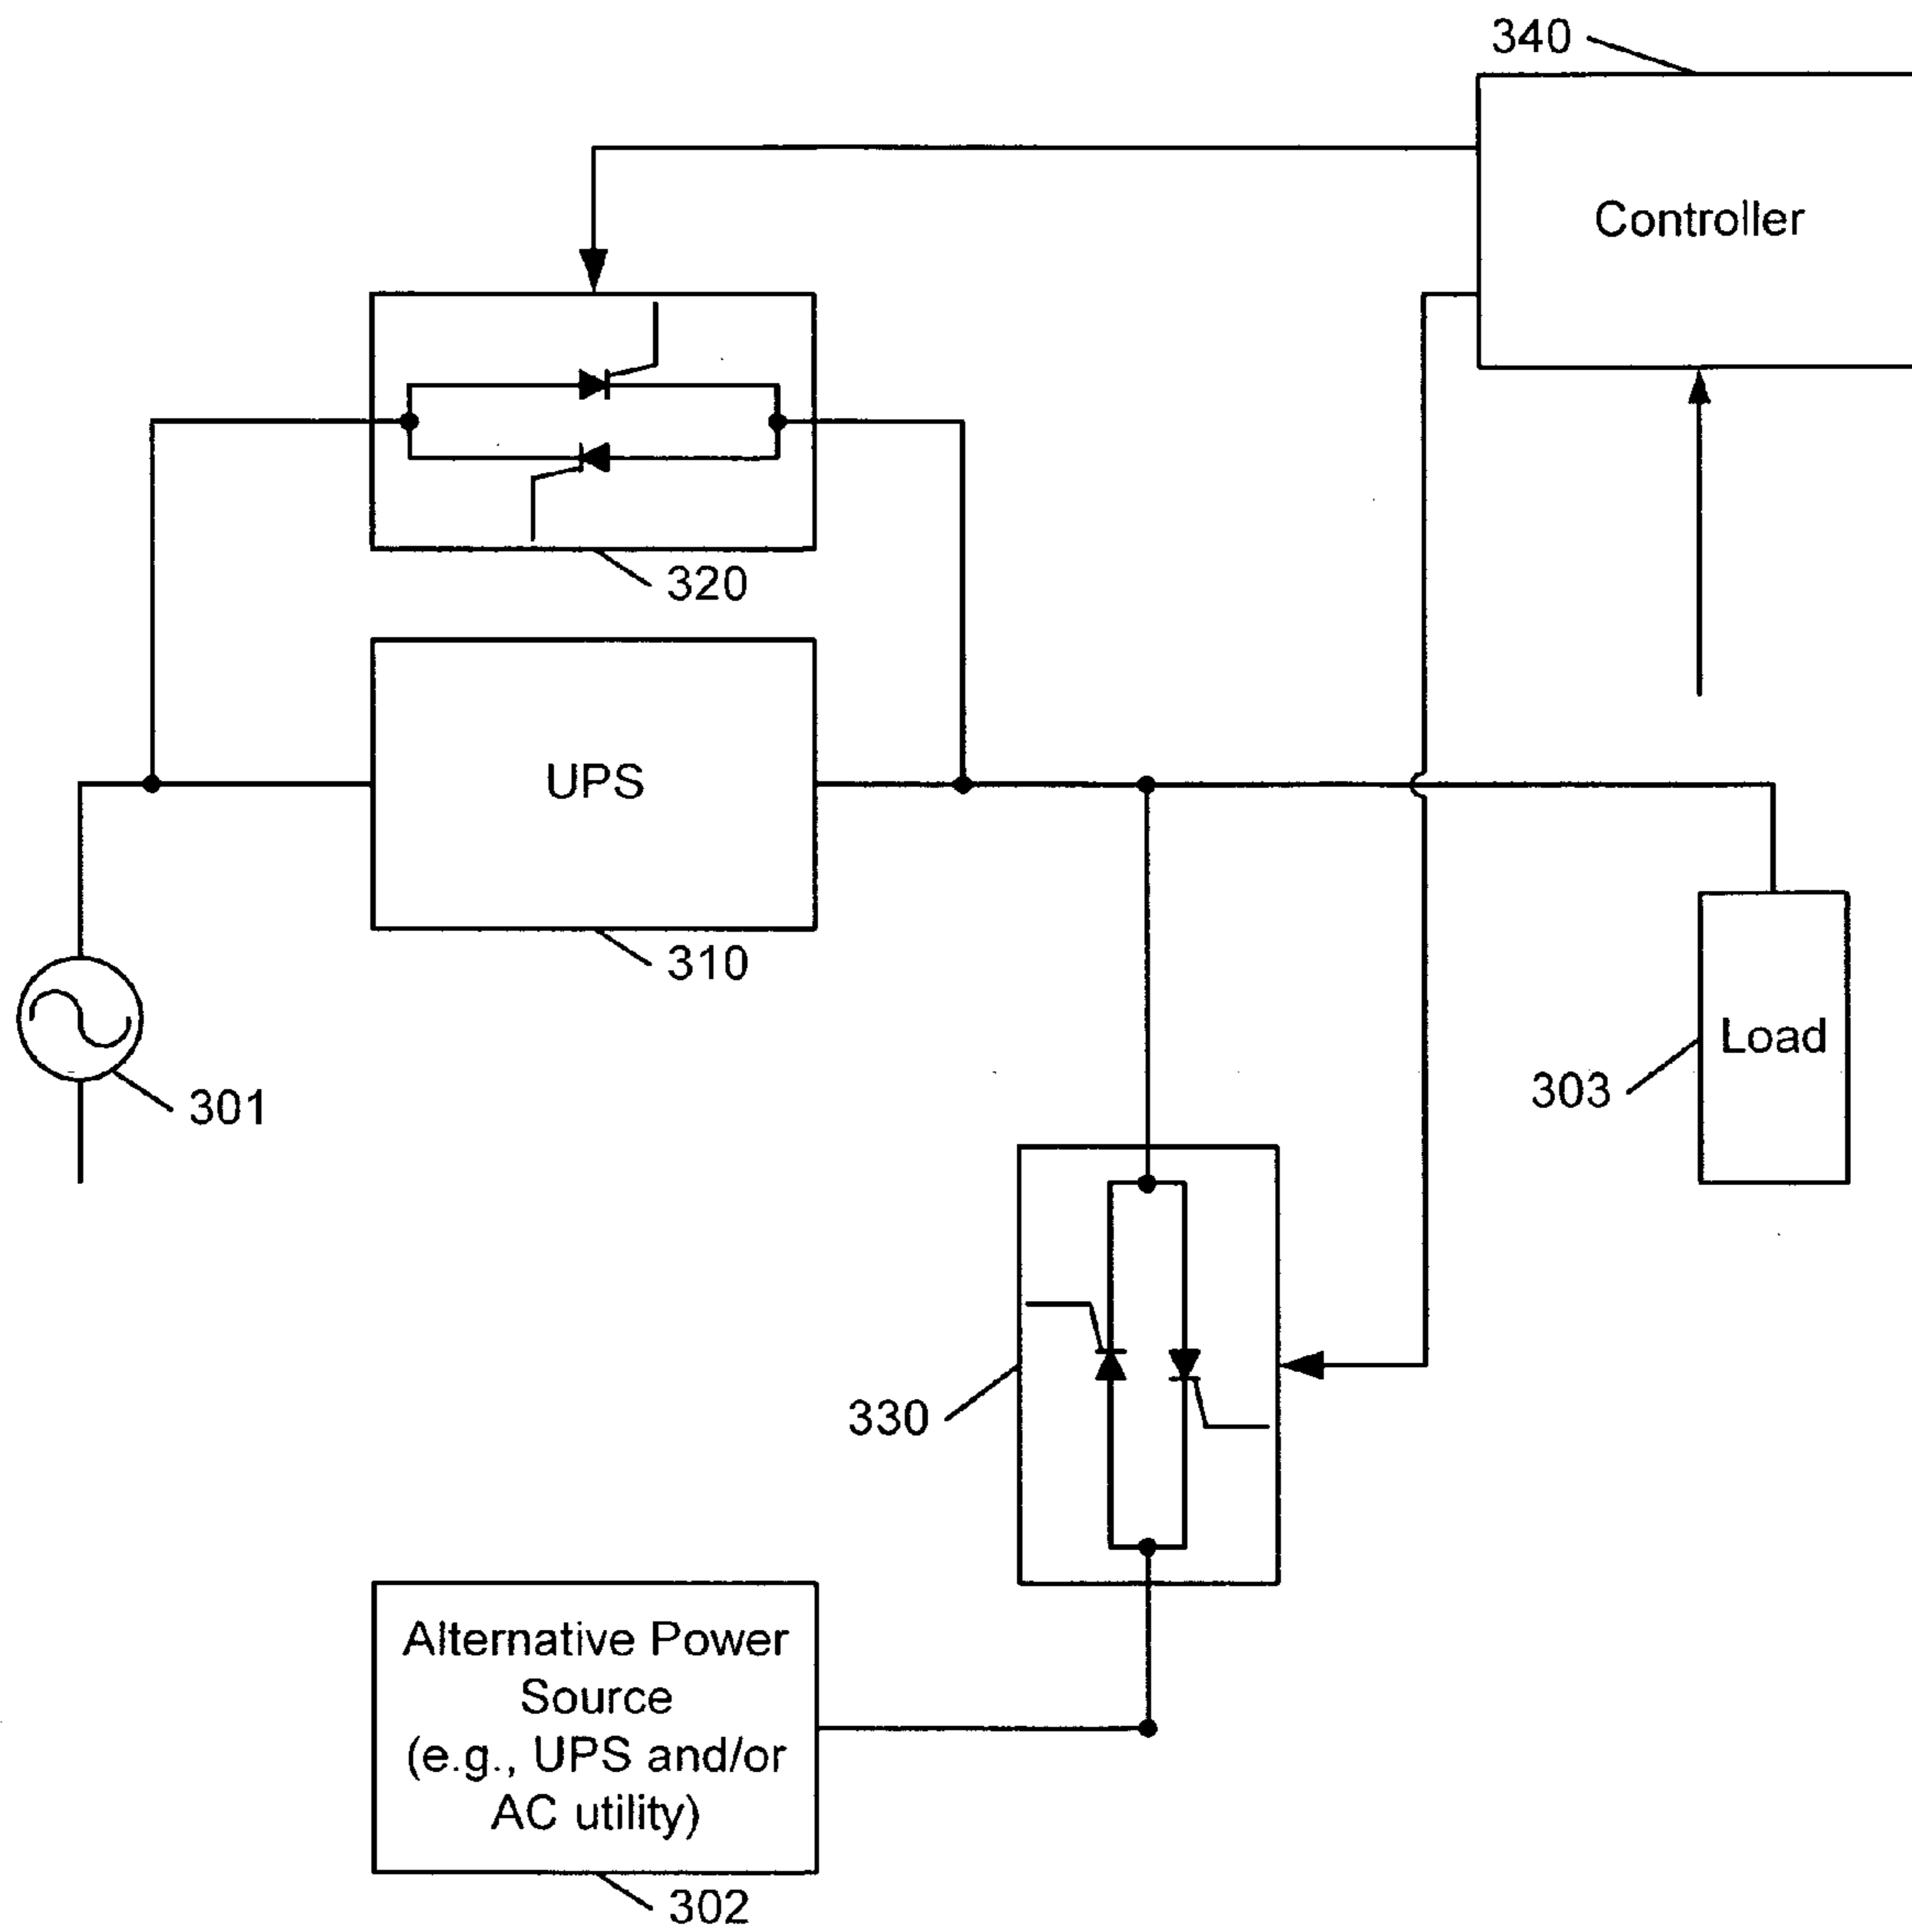 340
Controller
320
UPS
310
301
Load
303
330
Alternative Power
Source
(e.g., UPS and/or
AC utility)
302